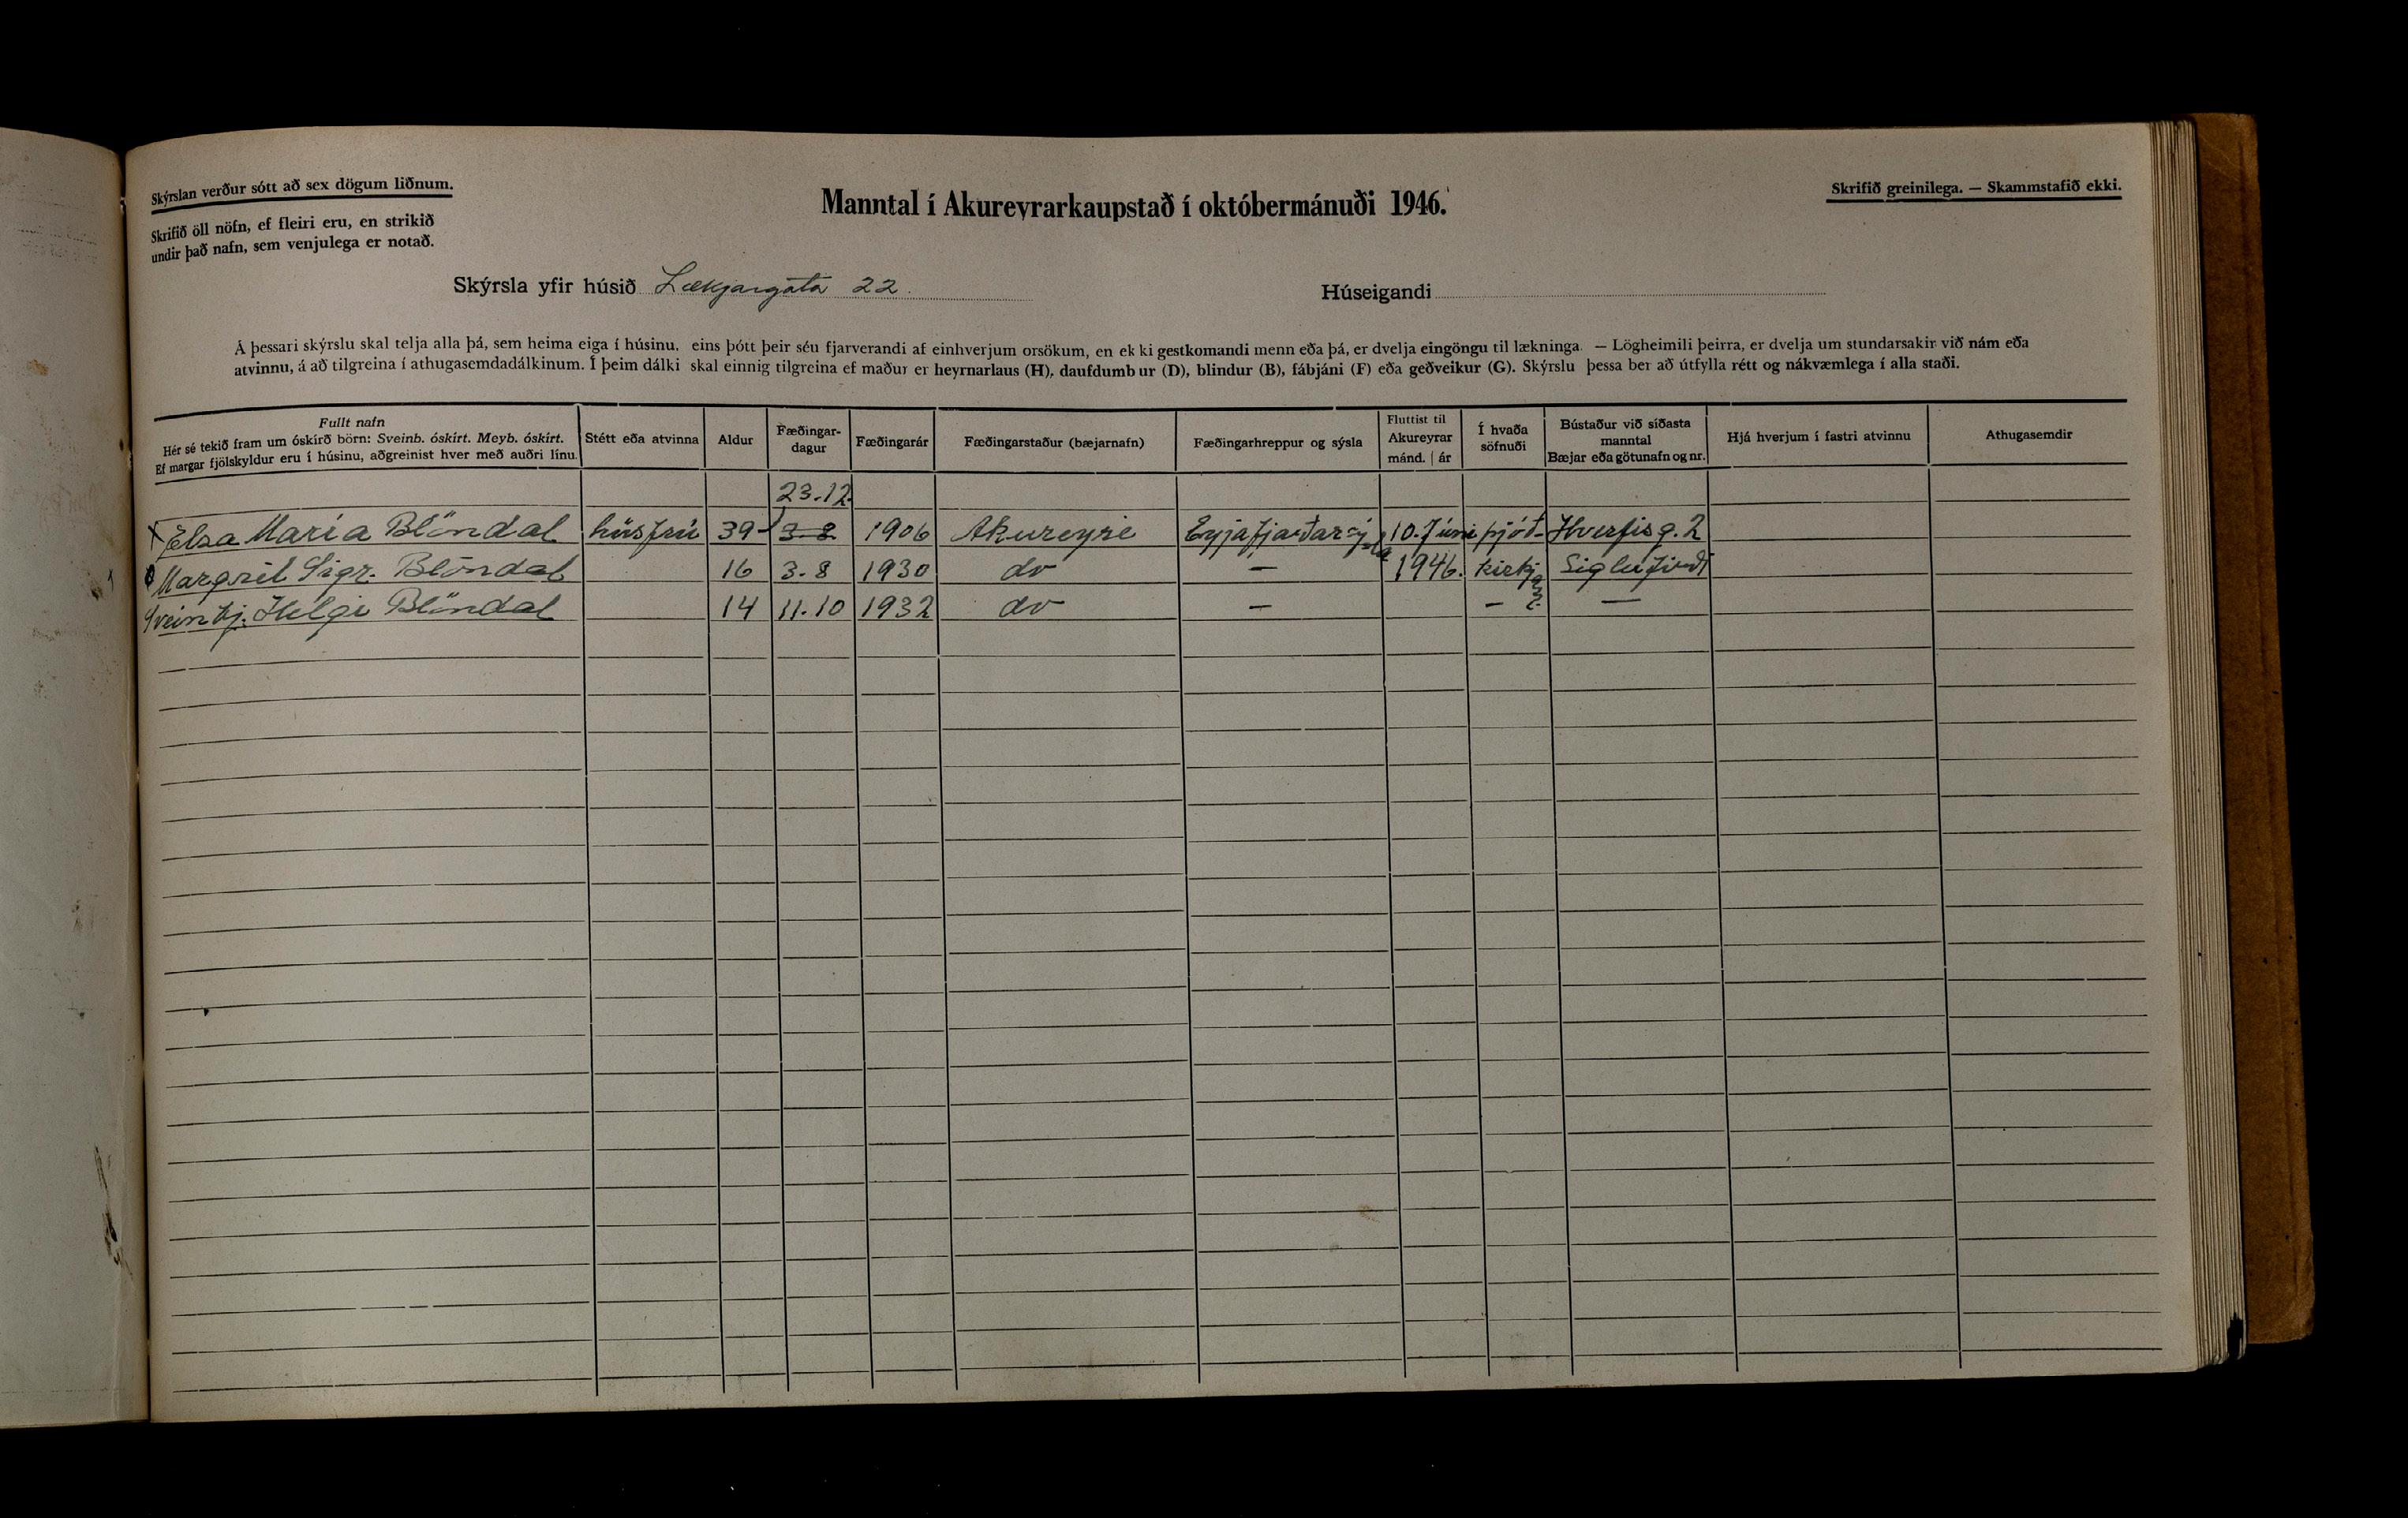 Skýrslan verður sótt að sex dögum liðnum.
Skrifið öll nöfn, ef fleiri eru, en strikið
undir það nafn, sem venjulega er notað.
Manntal í Akureyrarkaupstað í októbermánuði 1946.
Skrifið greinilega. — Skammstafið ekki.
Skýrsla yfir húsið Lækjargata 22
Húseigandi
Á þessari skýrslu skal telja alla þá, sem heima eiga í húsinu, eins þótt þeir séu fjarverandi af einhverjum orsökum, en ekki gestkomandi menn eða þá, er dvelja eingöngu til lækninga. — Lögheimili þeirra, er dvelja um stundarsakir við nám eða
atvinnu, á að tilgreina í athugasemdadálkinum. Í þeim dálki skal einnig tilgreina ef maður er heyrnarlaus (H), daufdumbur (D), blindur (B), fábjáni (F) eða geðveikur (G). Skýrslu þessa ber að útfylla rétt og nákvæmlega í alla staði.
Fullt nafn
Hér sé tekið fram um óskírð börn: Sveinb. óskírt. Meyb. óskírt.
Ef margar fjölskyldur eru í húsinu, aðgreinist hver með auðri línu.
Stétt eða atvinna
Aldur
Fæðingar-
dagur
Fæðingarár
Fæðingarstaður (bæjarnafn)
Fæðingarhreppur og sýsla
Fluttist til
Akureyrar
mánd. | ár
Í hvaða
söfnuði
Bústaður við síðasta
manntal
Bæjar eða götunafn og nr.
Hjá hverjum í fastri atvinnu
Athugasemdir
23.12
x Elsa María Blöndal húsfrú 39 3-8 1906 Akureyri Eyjafjarðarsýsla 10. Júní þjóð- Hverfisg. 2
Margrét Sigr. Blöndal 16 3.8 1930 do — 1946. kirkj Siglufirði
Sveinbj. Helgi Blöndal 14 11.10 1932 do — — —